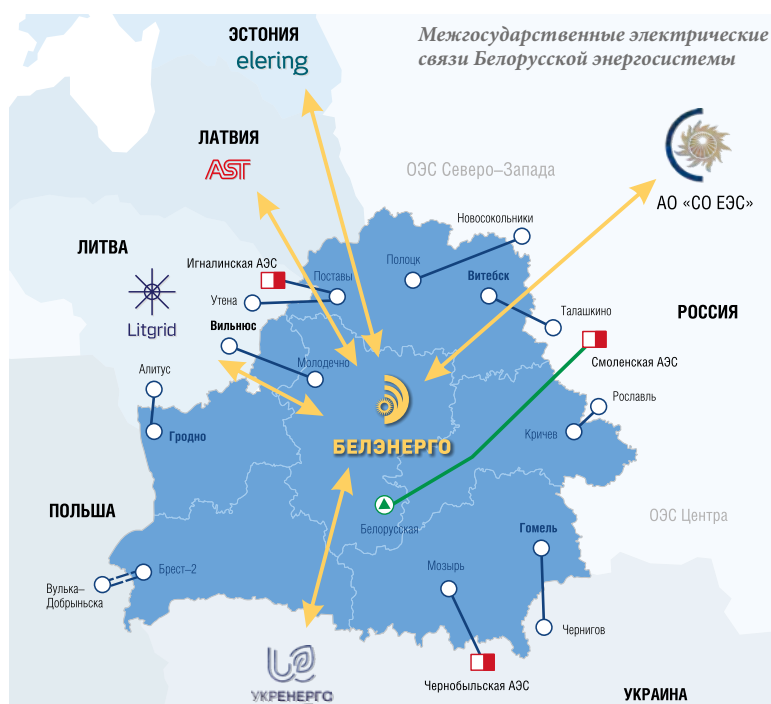 Межгосударственные электрические
связи Белорусской энергосистемы
ЭСТОНИЯ
elering
ЛАТВИЯ
AST
ОЭС Северо–Запада
АО «СО ЕЭС»
Новосокольники
ЛИТВА
Игналинская АЭС
Полоцк
Поставы
Витебск
Утена
Litgrid
Вильнюс
Талашкино
РОССИЯ
Смоленская АЭС
Алитус
Молодечно
Рославль
Гродно
БЕЛЭНЕРГО
Кричев
ПОЛЬША
Белорусская
ОЭС Центра
Гомель
Брест–2
Мозырь
Вулька–
Добрыньска
Чернигов
Чернобыльская АЭС
УКРЕНЕРГО
УКРАИНА